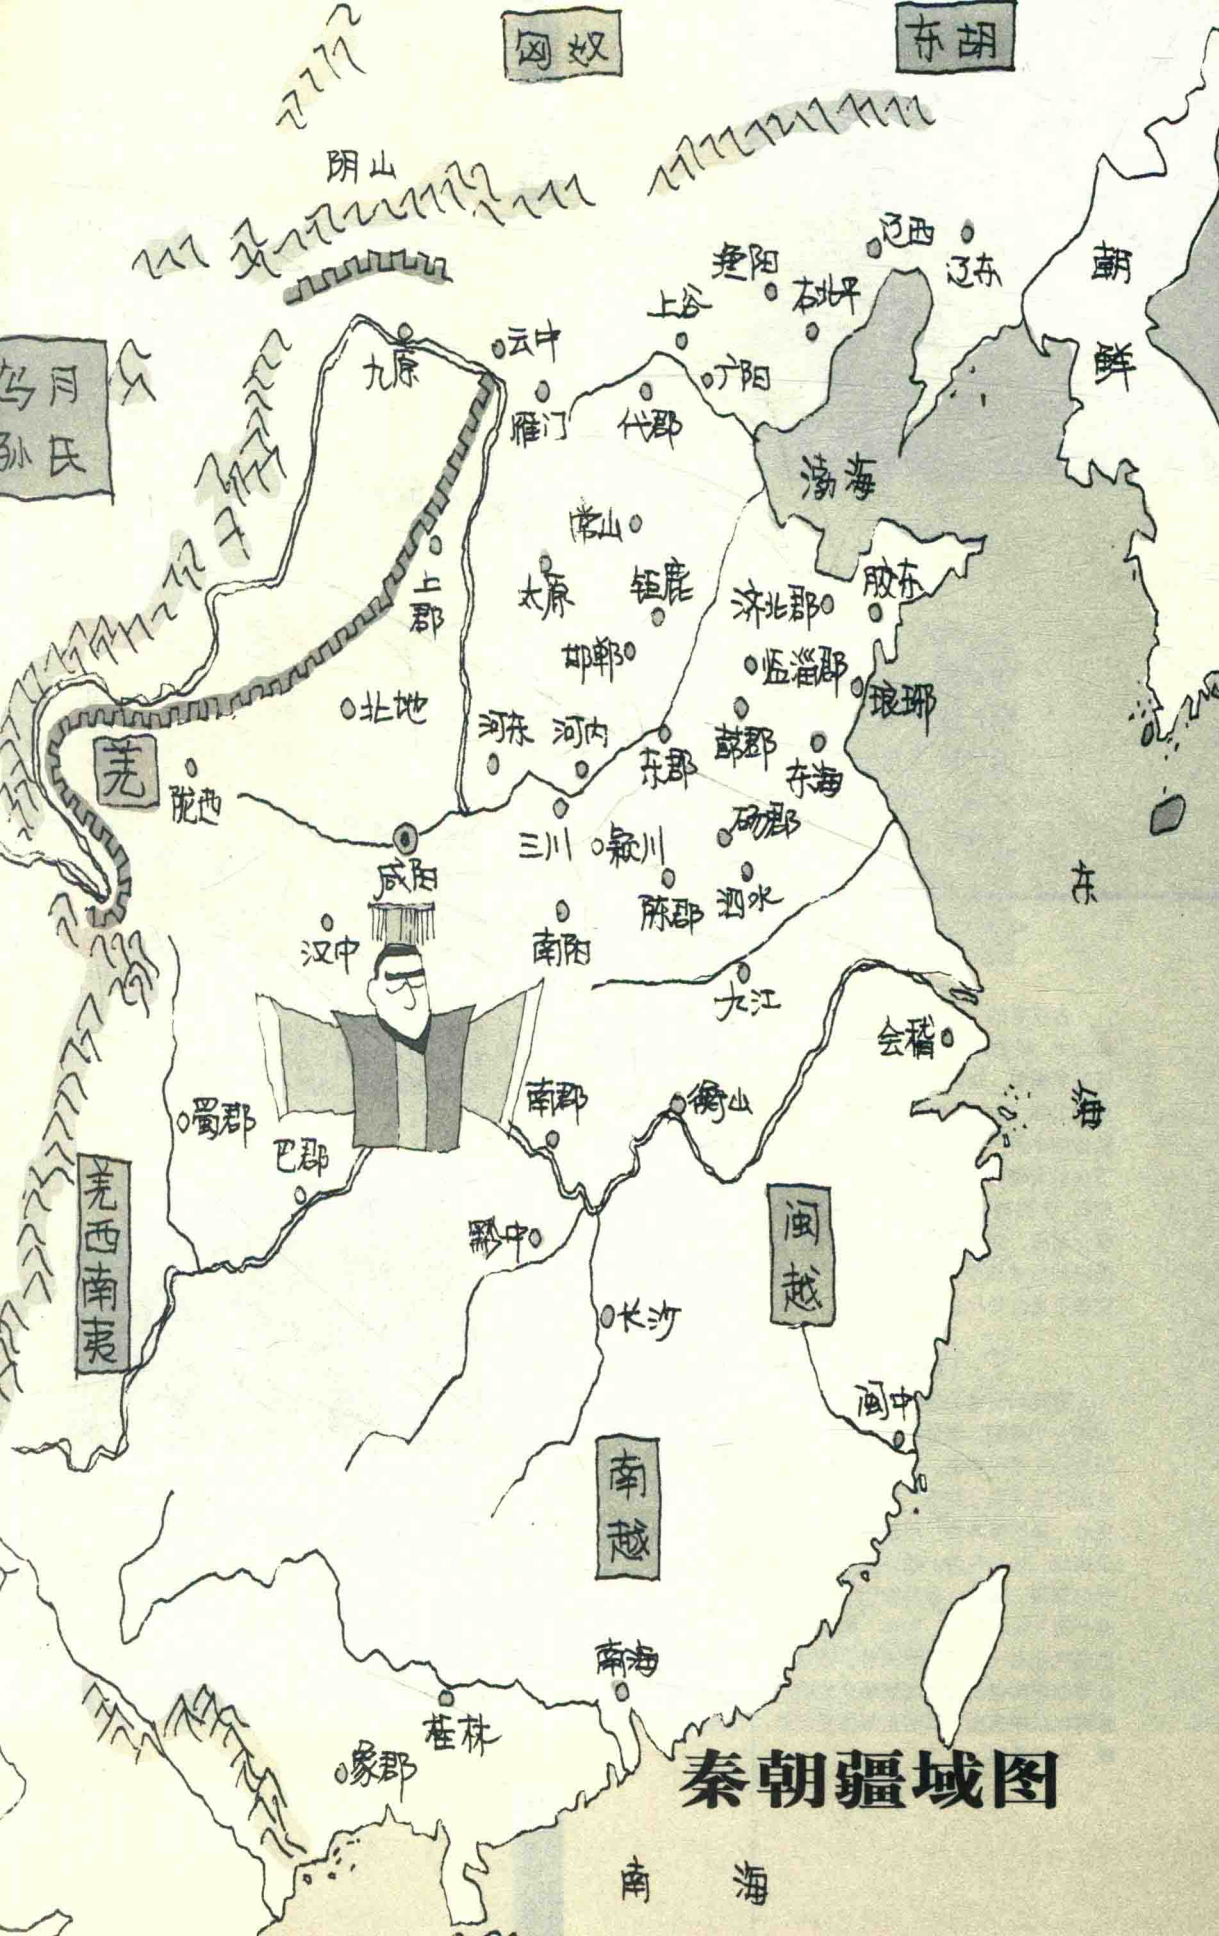 匈奴
东胡
阴山
辽西
辽东
渔阳
右北平
上谷
朝鲜
云中
九原
广阳
雁门
代郡
乌孙
月氏
渤海
常山
上郡
太原
钜鹿
济北郡
胶东
邯郸
临淄郡
琅琊
北地
河东
河内
东郡
薛郡
东海
羌
陇西
三川
颍川
砀郡
咸阳
陈郡
泗水
东海
汉中
南阳
九江
会稽
南郡
衡山
蜀郡
巴郡
羌西南夷
黔中
闽越
长沙
闽中
南越
南海
桂林
象郡
秦朝疆域图
南海